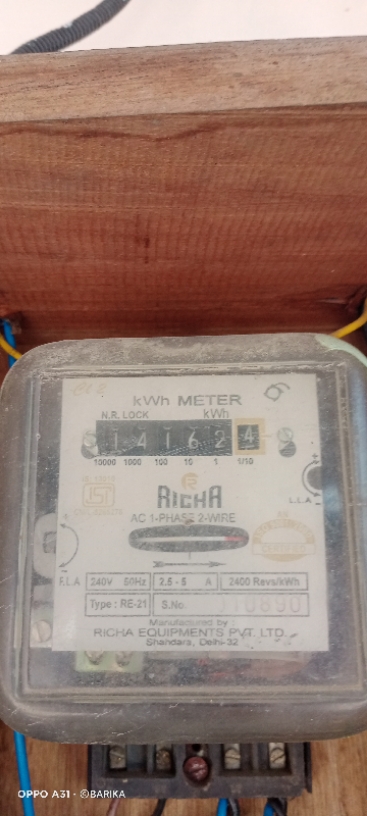 CL 2
kWh METER
N.R. LOCK kWh
1 4 1 6 2 4
10000 1000 100 10 1 1/10
RICHA
L.L.A.
AC 1-PHASE 2-WIRE
F.L.A
240V 50Hz 2.5 - 5 A 2400 Revs/kWh
Type : RE-21 S.No.
Manufactured by :
RICHA EQUIPMENTS PVT. LTD.
Shahdara, Delhi-32
OPPO A31 · ©BARIKA